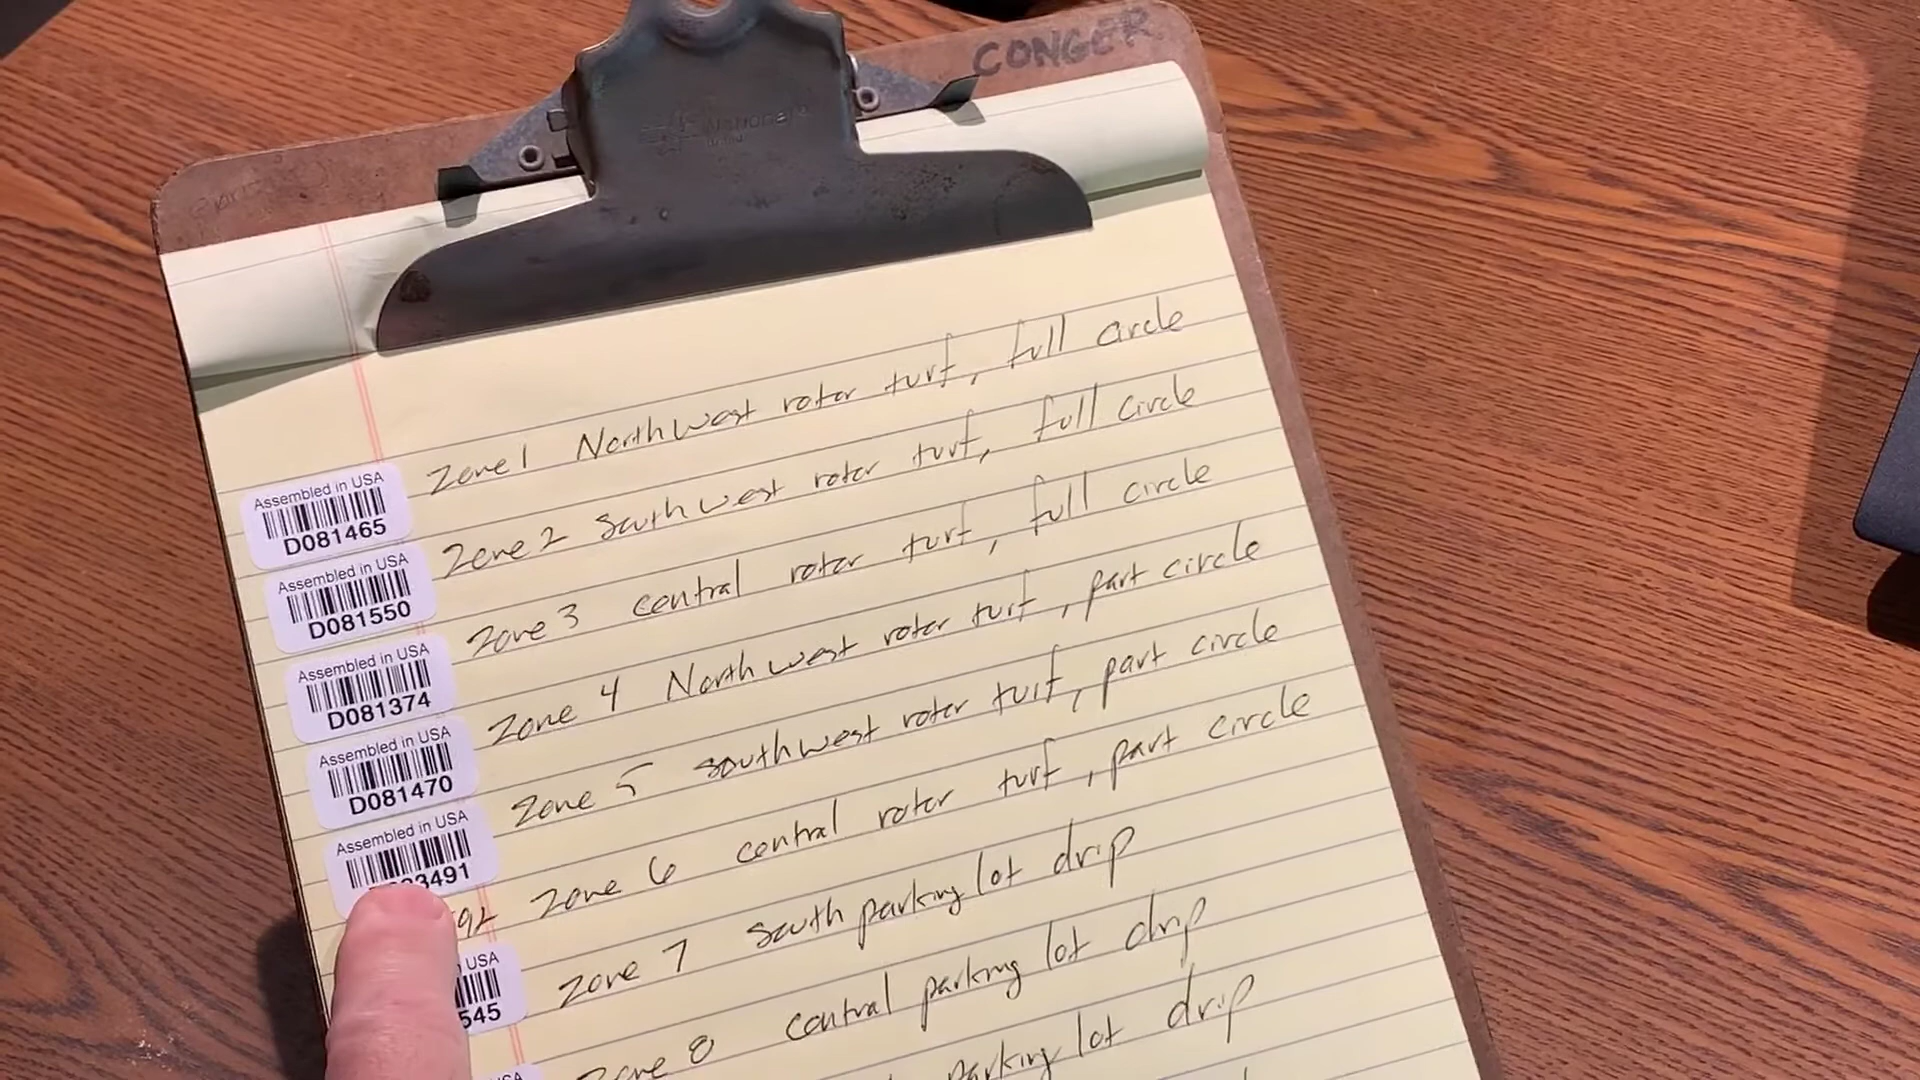 CONGER
Zone 1 Northwest rotor turf, full circle
Assembled in USA
D081465
Zone 2 Southwest rotor turf, full circle
Assembled in USA
D081550
Zone 3 central rotor turf, full circle
Assembled in USA
D081374
Zone 4 Northwest rotor turf, part circle
Assembled in USA
D081470
Zone 5 southwest rotor turf, part circle
Assembled in USA
3491
Zone 6 central rotor turf, part circle
92
Zone 7 South parking lot drip
USA
545
Zone 8 central parking lot drip
parking lot drip
USA